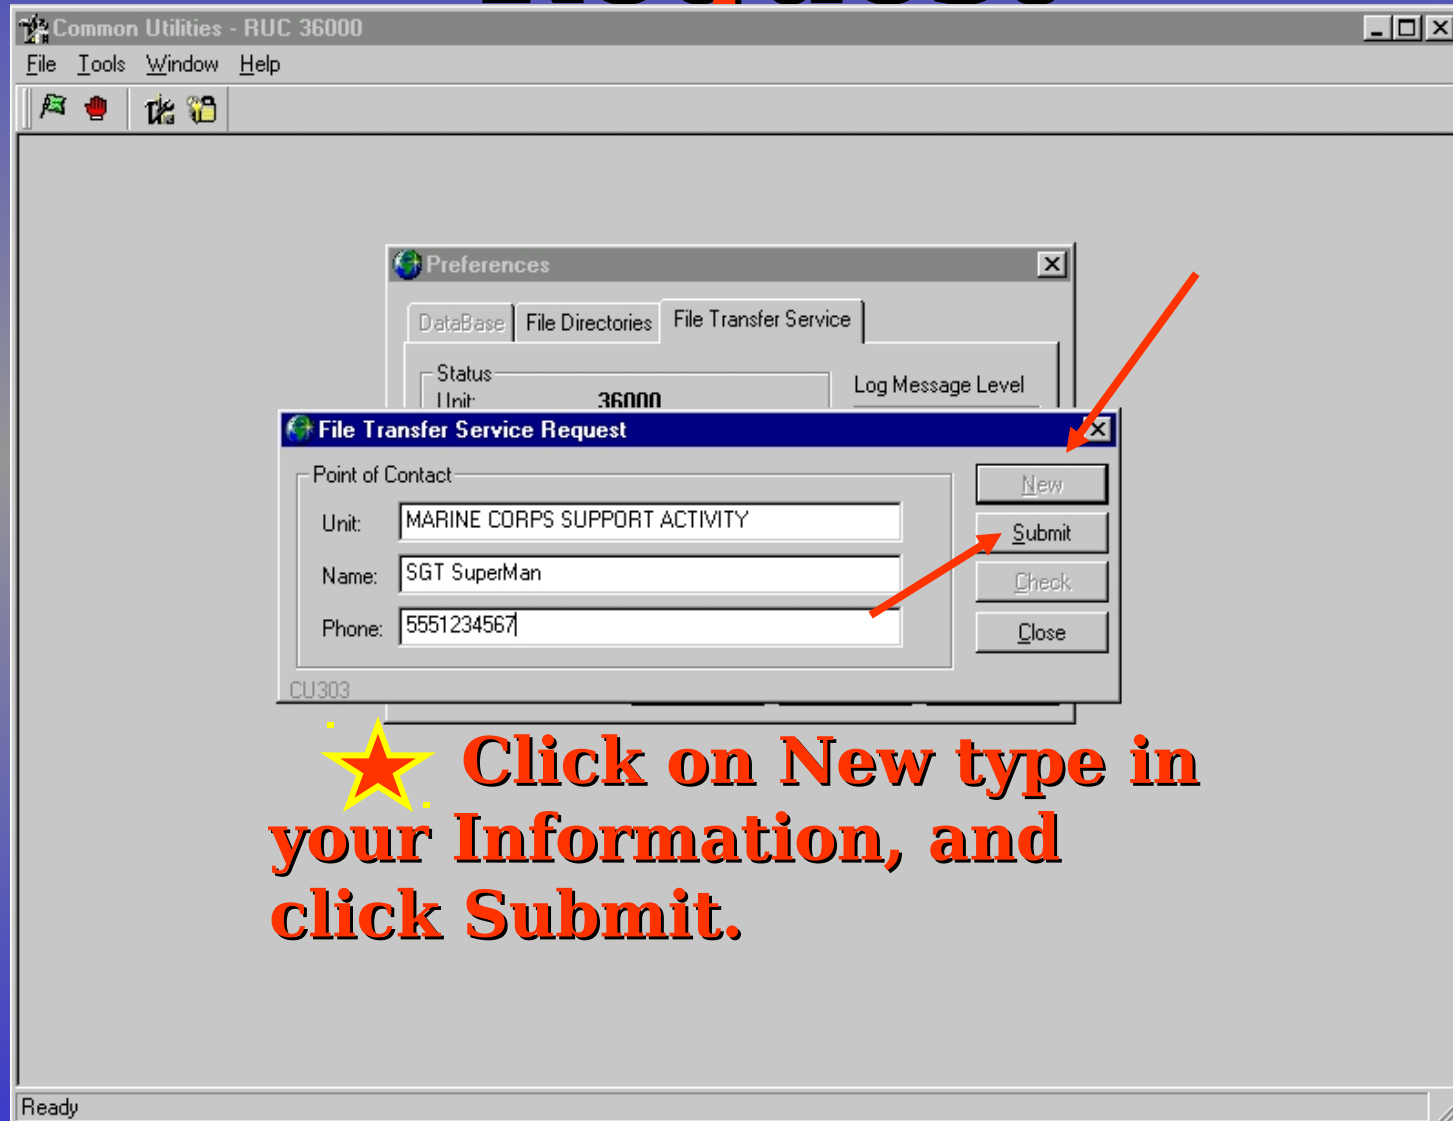 Request
Common Utilities - RUC 36000
File Tools Window Help
Preferences
DataBase File Directories File Transfer Service
Status
Log Message Level
Unit: 36000
File Transfer Service Request
Point of Contact
New
Unit: MARINE CORPS SUPPORT ACTIVITY
Submit
Name: SGT SuperMan
Check
Phone: 5551234567
Close
CU303
Click on New type in
your Information, and
click Submit.
Ready